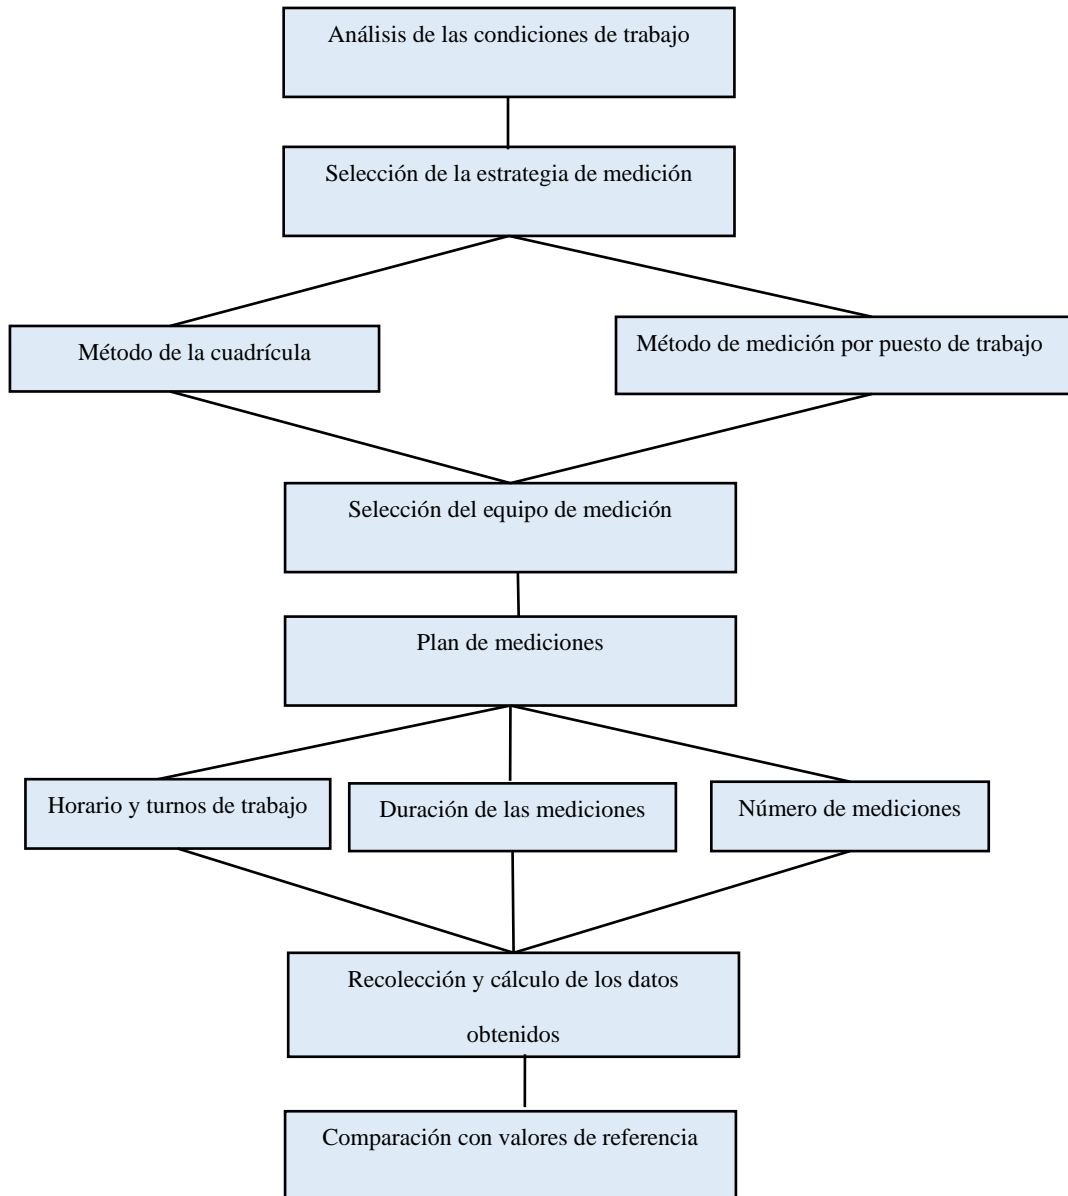 Análisis de las condiciones de trabajo
Selección de la estrategia de medición
Método de la cuadrícula
Método de medición por puesto de trabajo
Selección del equipo de medición
Plan de mediciones
Horario y turnos de trabajo
Duración de las mediciones
Número de mediciones
Recolección y cálculo de los datos
obtenidos
Comparación con valores de referencia